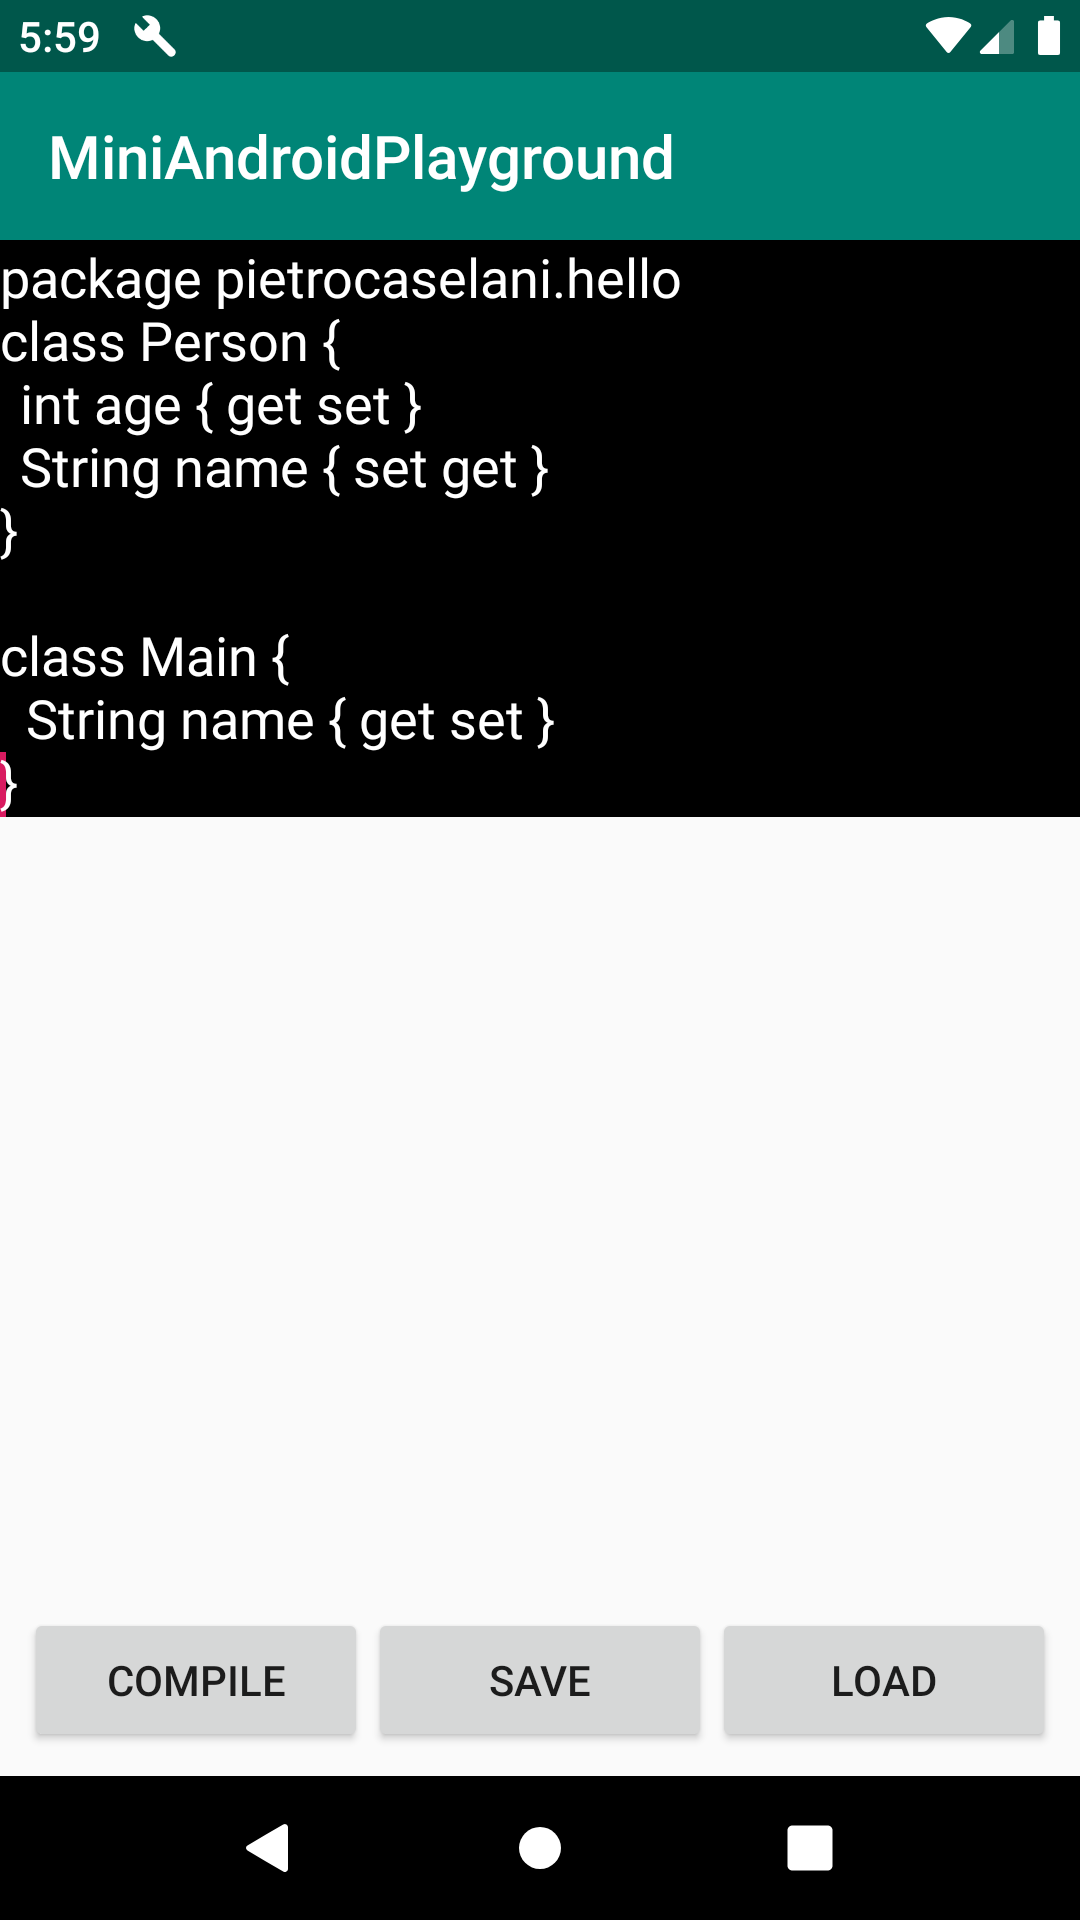 5:59
MiniAndroidPlayground
package pietrocaselani.hello
class Person {
  int age { get set }
  String name { set get }
}

class Main {
  String name { get set }
}
COMPILE
SAVE
LOAD